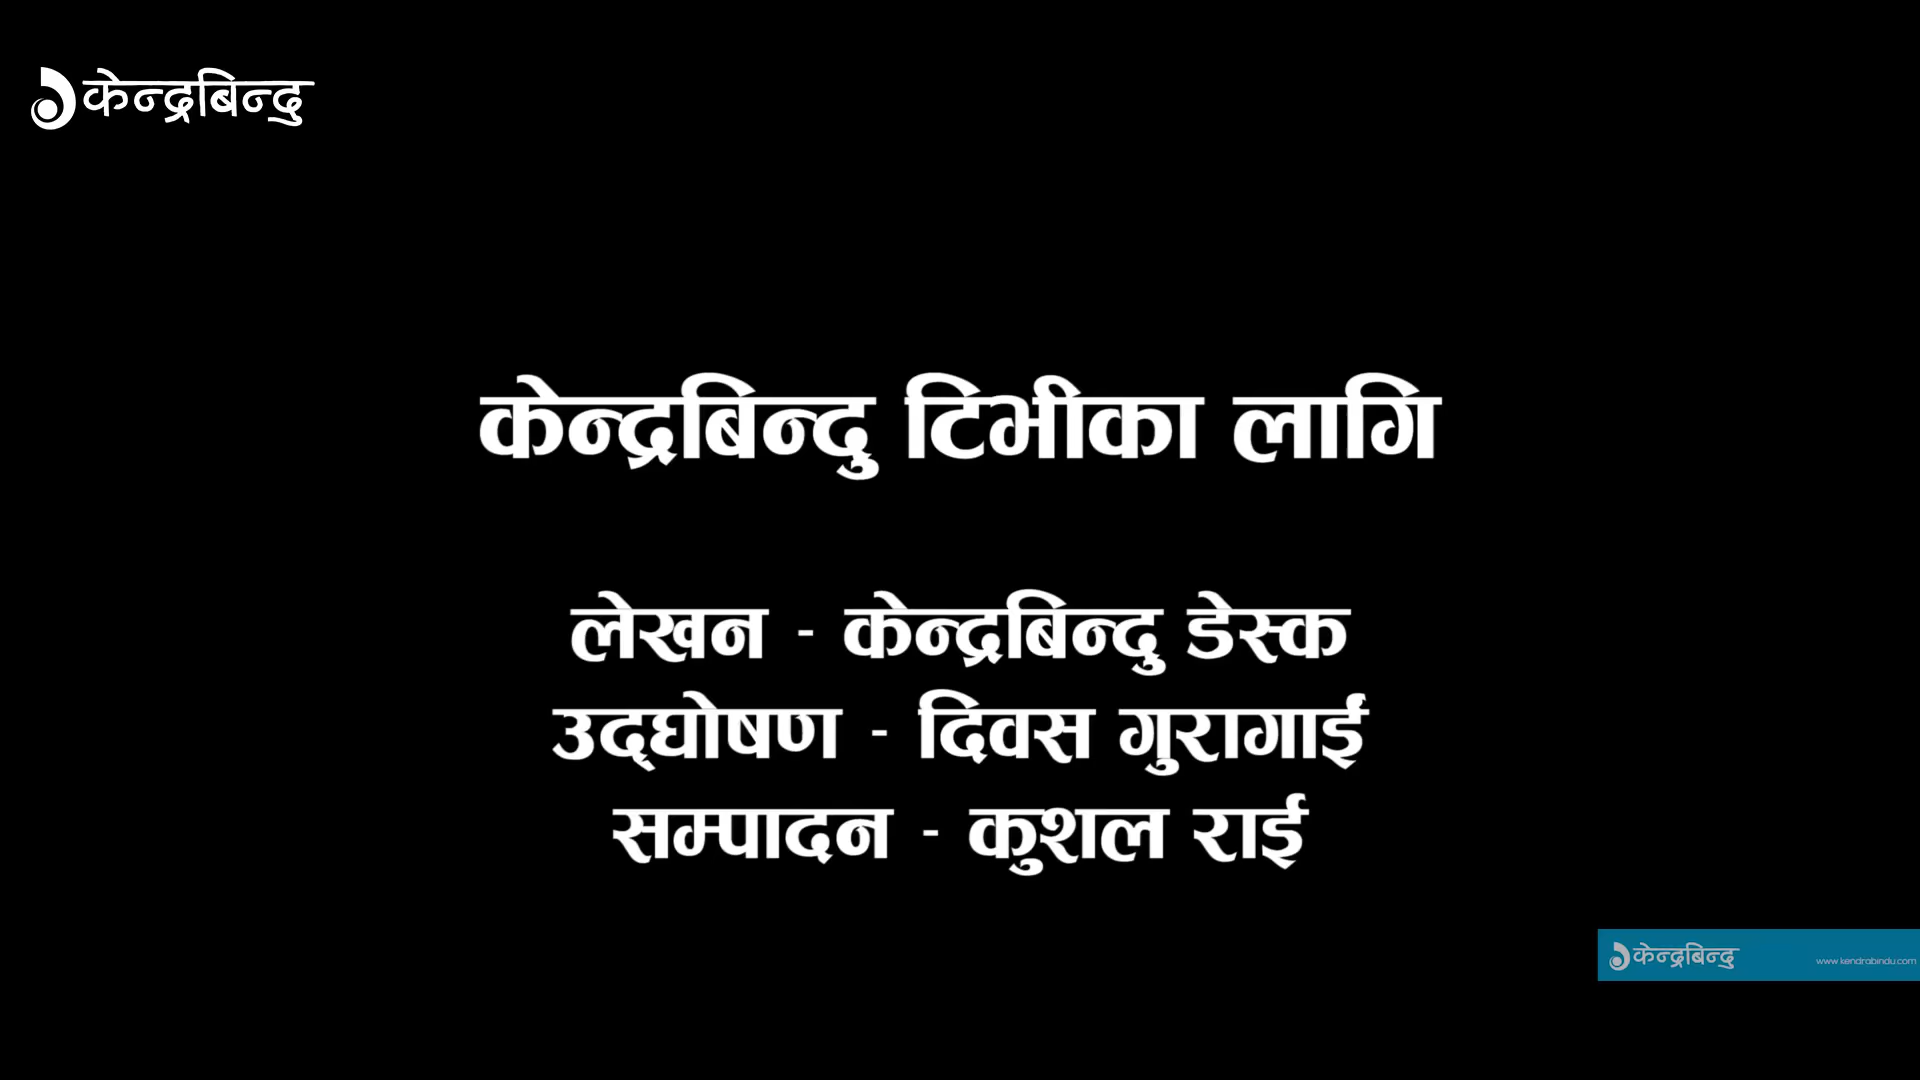 केन्द्रबिन्दु
केन्द्रबिन्दु टिभीका लागि
लेखन - केन्द्रबिन्दु डेस्क
उद्घोषण - दिवस गुरागाईं
सम्पादन - कुशल राई
केन्द्रबिन्दु www.kendrabindu.com